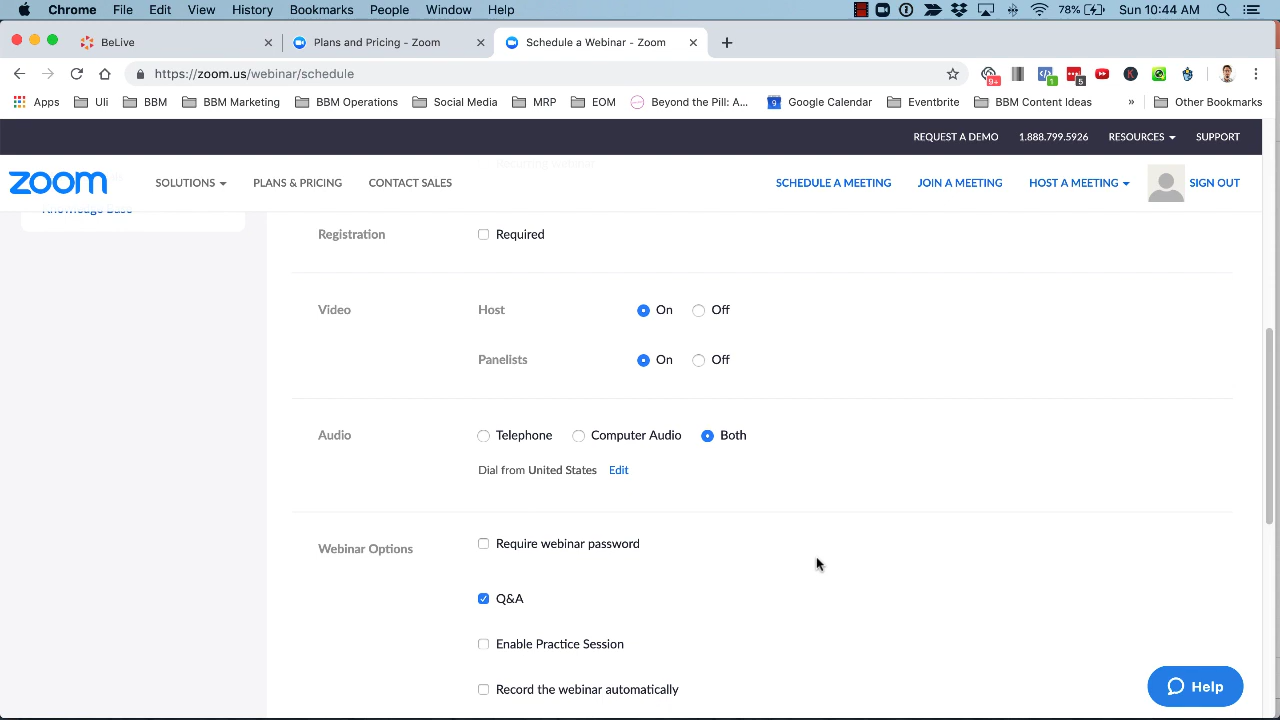 Chrome File Edit View History Bookmarks People Window Help 78% Sun 10:44 AM
BeLive Plans and Pricing - Zoom Schedule a Webinar - Zoom
https://zoom.us/webinar/schedule 9+ 1 5 K
Apps Uli BBM BBM Marketing BBM Operations Social Media MRP EOM Beyond the Pit: A... 9 Google Calendar Eventbrite BBM Content Ideas » Other Bookmarks
REQUEST A DEMO 1.888.799.5926 RESOURCES SUPPORT
Recurring webinar
zoom SOLUTIONS PLANS & PRICING CONTACT SALES SCHEDULE A MEETING JOIN A MEETING HOST A MEETING SIGN OUT
Knowledge Base
Registration Required
Video Host On Off
Panelists On Off
Audio Telephone Computer Audio Both
Dial from United States Edit
Webinar Options Require webinar password
Q&A
Enable Practice Session
Record the webinar automatically
Help